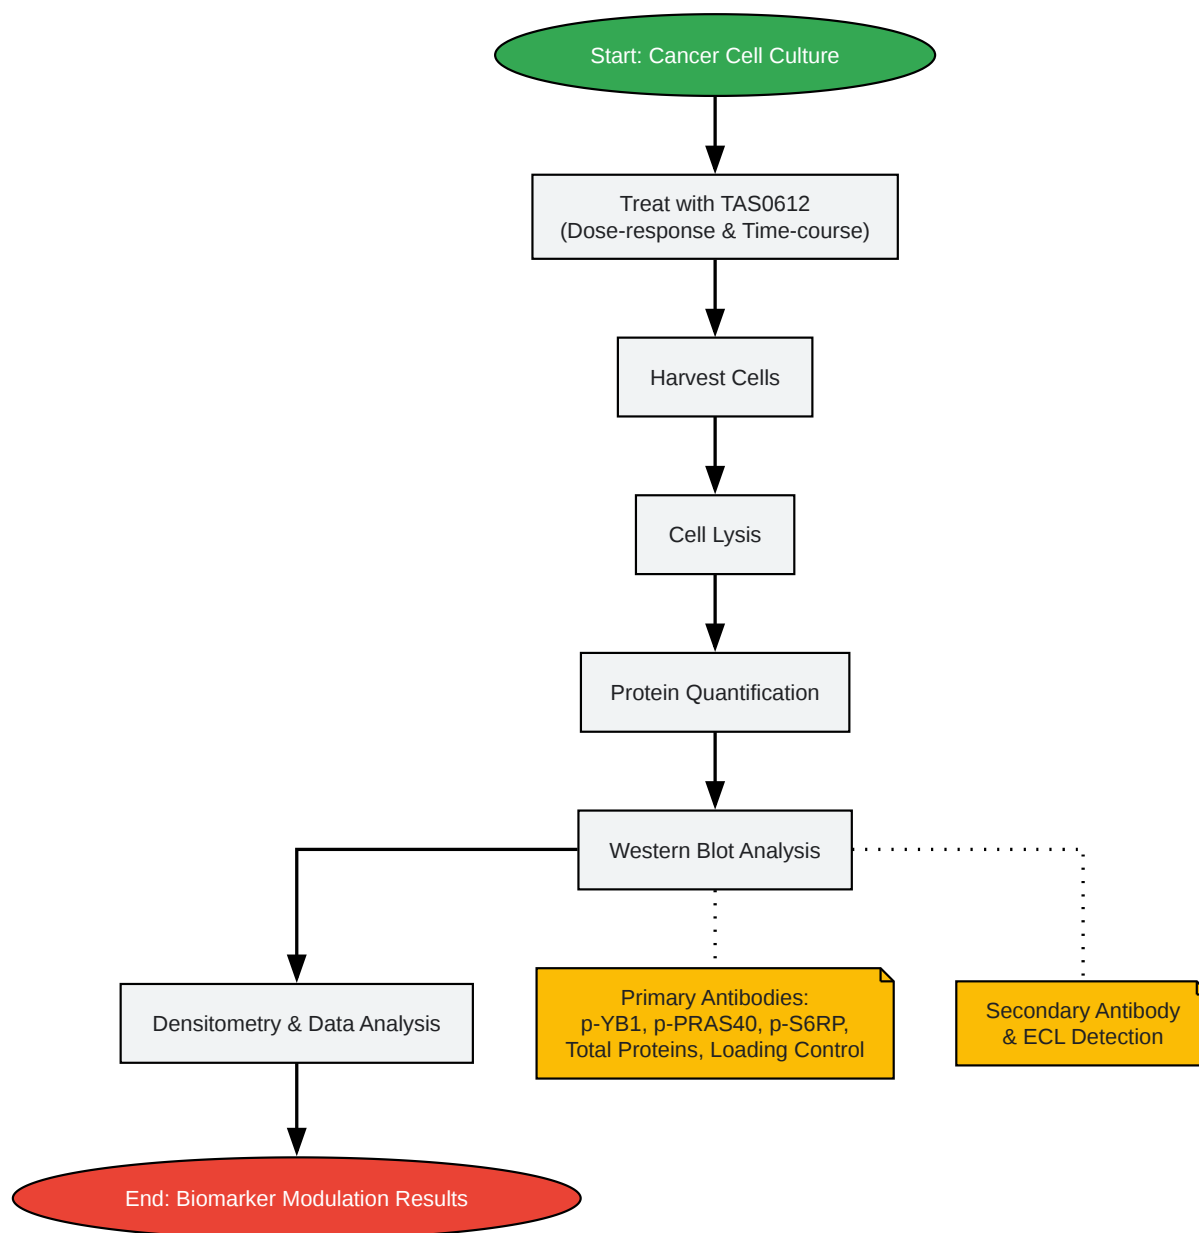 Start: Cancer Cell Culture
Treat with TAS0612
(Dose-response & Time-course)
Harvest Cells
Cell Lysis
Protein Quantification
Western Blot Analysis
Densitometry & Data Analysis
Primary Antibodies:
p-YB1, p-PRAS40, p-S6RP,
Total Proteins, Loading Control
Secondary Antibody
& ECL Detection
End: Biomarker Modulation Results